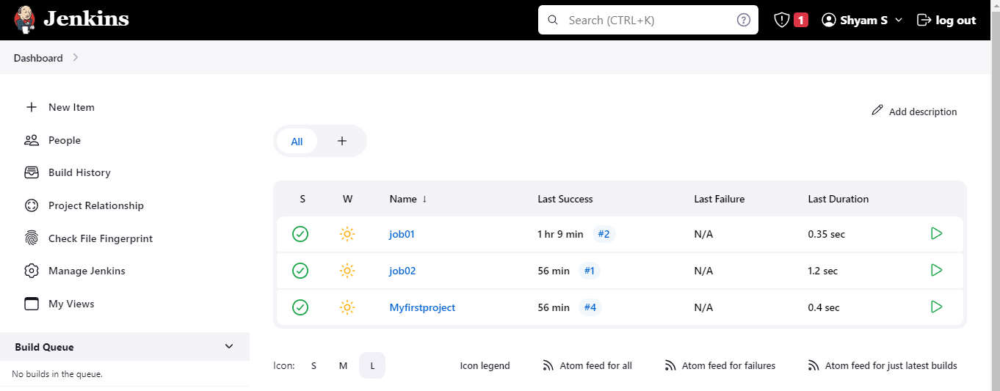 Jenkins
Search (CTRL+K)
1
Shyam S
log out
Dashboard
New Item
People
Build History
Project Relationship
Check File Fingerprint
Manage Jenkins
My Views
Build Queue
No builds in the queue.
Add description
All +
S W Name ↓ Last Success Last Failure Last Duration
job01 1 hr 9 min #2 N/A 0.35 sec
job02 56 min #1 N/A 1.2 sec
Myfirstproject 56 min #4 N/A 0.4 sec
Icon: S M L Icon legend Atom feed for all Atom feed for failures Atom feed for just latest builds